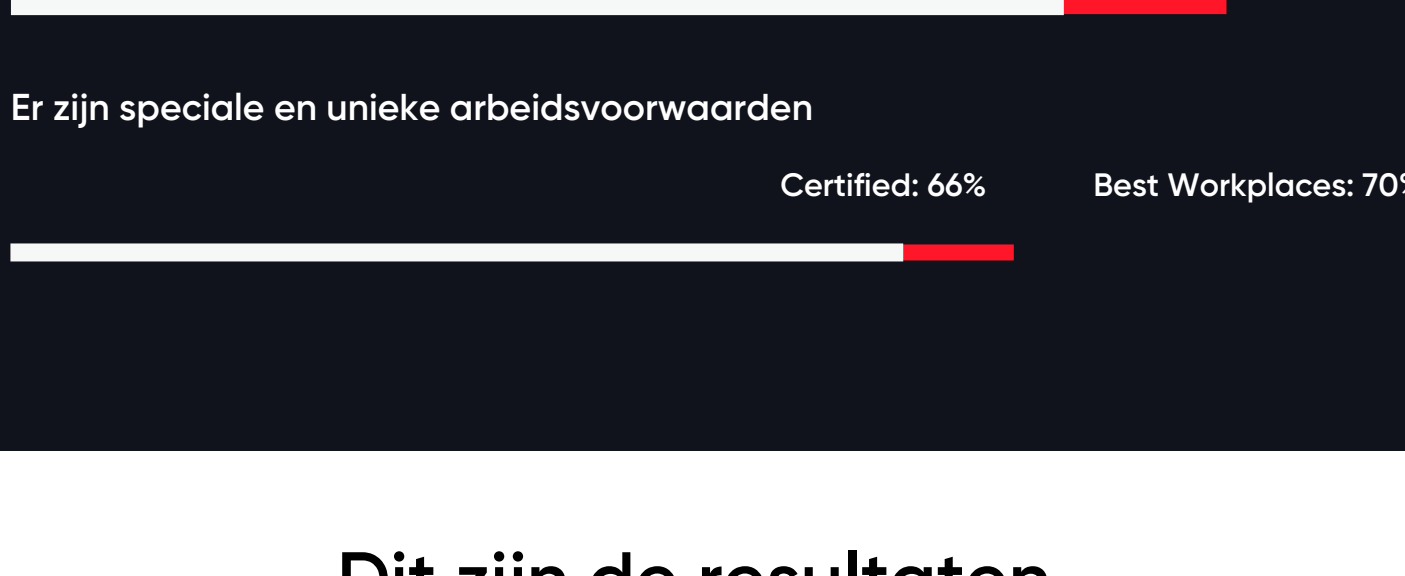 Er zijn speciale en unieke arbeidsvoorwaarden
Certified: 66% Best Workplaces: 70%
Dit zijn de resultaten